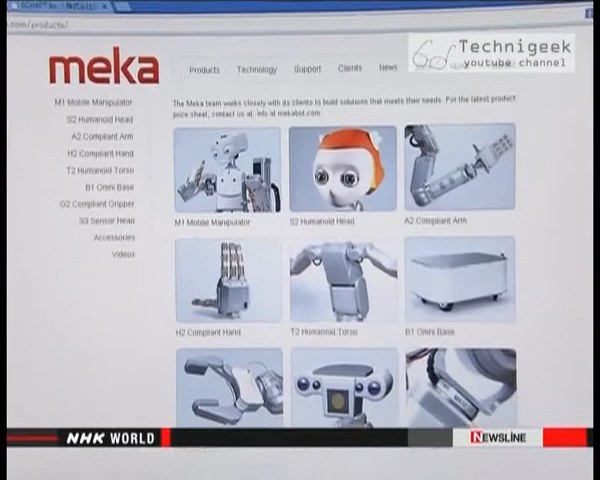 .com/products/
Technigeek
youtube channel
meka
Products Technology Support Clients News
The Meka team works closely with its clients to build solutions that meets their needs. For the latest product
price sheet, contact us at: info at mekabot.com
M1 Mobile Manipulator
S2 Humanoid Head
A2 Compliant Arm
H2 Compliant Hand
T2 Humanoid Torso
B1 Omni Base
G2 Compliant Gripper
S3 Sensor Head
Accessories
Videos
M1 Mobile Manipulator
S2 Humanoid Head
A2 Compliant Arm
H2 Compliant Hand
T2 Humanoid Torso
B1 Omni Base
NHK WORLD
NEWSLINE